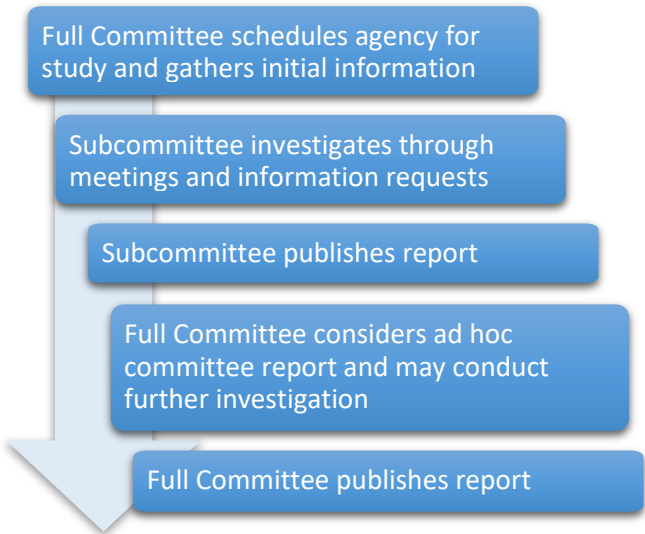 Full Committee schedules agency for
study and gathers initial information
Subcommittee investigates through
meetings and information requests
Subcommittee publishes report
Full Committee considers ad hoc
committee report and may conduct
further investigation
Full Committee publishes report